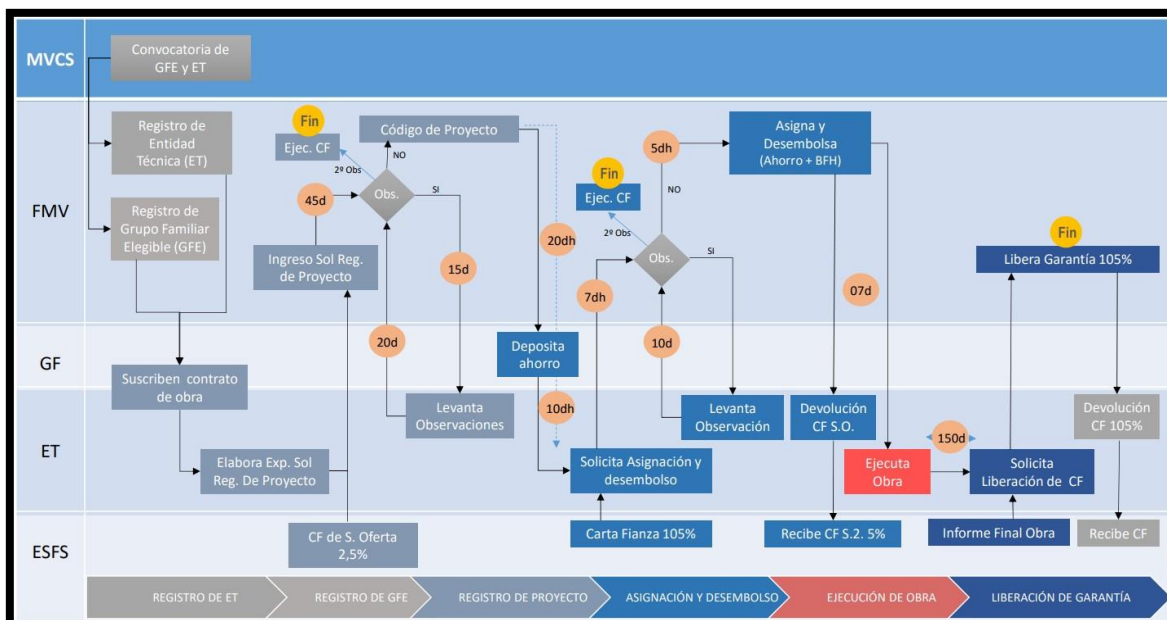 MVCS
Convocatoria de
GFE y ET
FMV
Registro de
Entidad
Técnica (ET)
Registro de
Grupo Familiar
Elegible (GFE)
Fin
Ejec. CF
2º Obs
Código de Proyecto
NO
Obs.
SI
45d
Ingreso Sol Reg.
de Proyecto
15d
20d
20dh
Fin
Ejec. CF
2º Obs
5dh
NO
Obs.
SI
7dh
10d
Asigna y
Desembolsa
(Ahorro + BFH)
07d
Fin
Libera Garantía 105%
GF
Suscriben contrato
de obra
Deposita
ahorro
ET
Elabora Exp. Sol
Reg. De Proyecto
Levanta
Observaciones
10dh
Solicita Asignación y
desembolso
Levanta
Observación
Devolución
CF S.O.
Ejecuta
Obra
150d
Solicita
Liberación de CF
Devolución
CF 105%
ESFS
CF de S. Oferta
2,5%
Carta Fianza 105%
Recibe CF S.2. 5%
Informe Final Obra
Recibe CF
REGISTRO DE ET
REGISTRO DE GFE
REGISTRO DE PROYECTO
ASIGNACIÓN Y DESEMBOLSO
EJECUCIÓN DE OBRA
LIBERACIÓN DE GARANTÍA